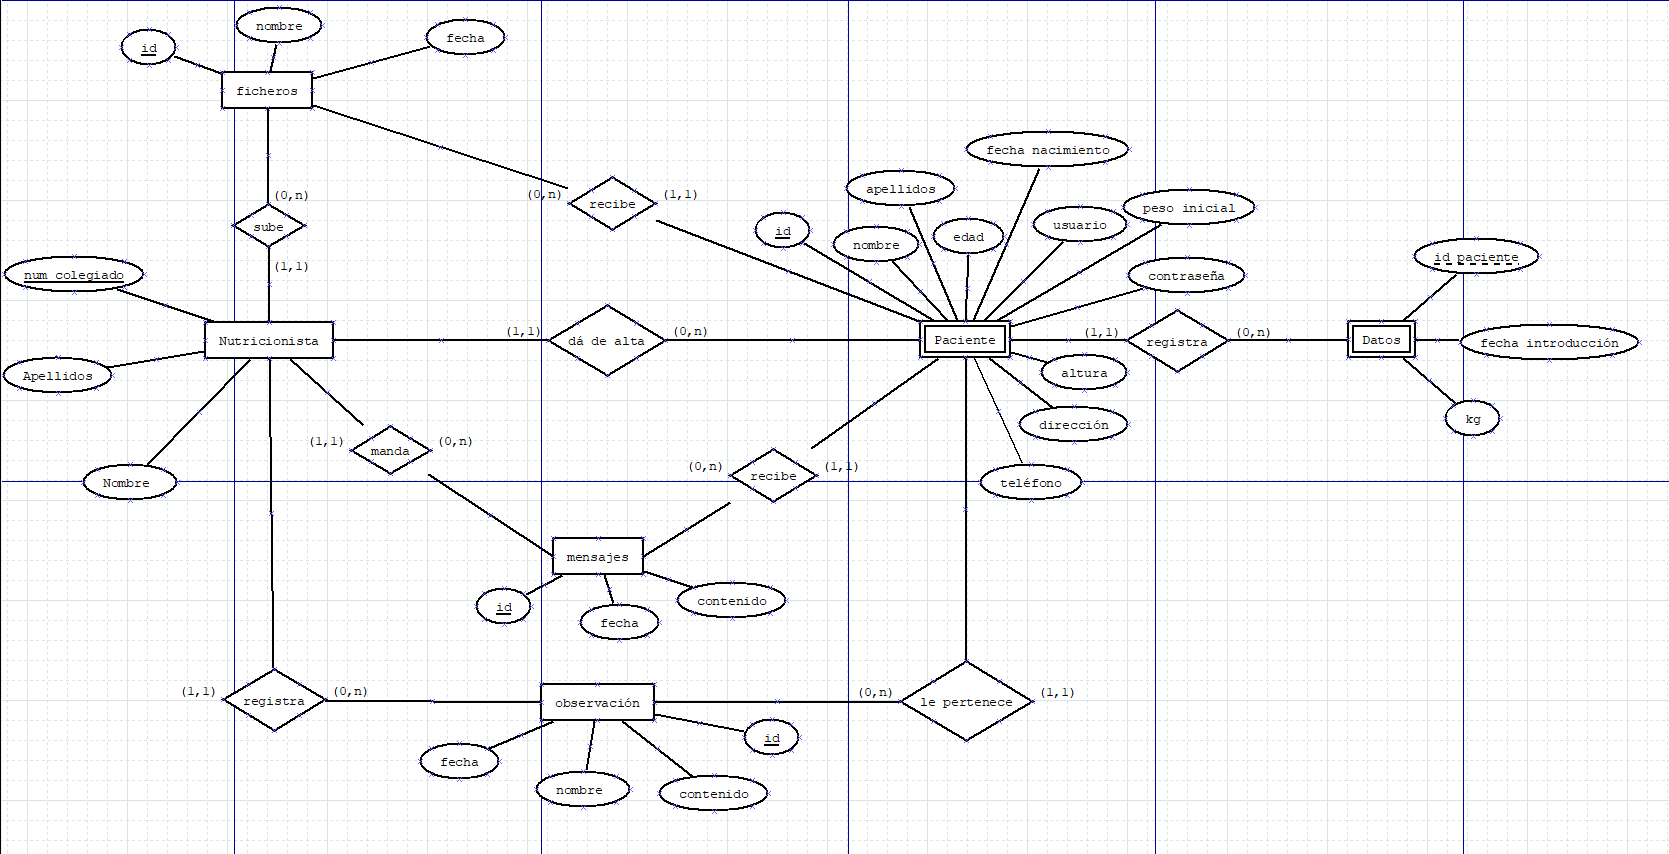 nombre
id
fecha
ficheros
fecha nacimiento
apellidos
(0,n)
(0,n)
(1,1)
recibe
peso inicial
sube
id
nombre
edad
usuario
(1,1)
num colegiado
contraseña
id paciente
Nutricionista
(1,1)
dá de alta
(0,n)
Paciente
(1,1)
registra
(0,n)
Datos
fecha introducción
Apellidos
altura
kg
dirección
(1,1)
manda
(0,n)
(0,n)
recibe
(1,1)
Nombre
teléfono
mensajes
id
fecha
contenido
(1,1)
registra
(0,n)
observación
(0,n)
le pertenece
(1,1)
id
fecha
nombre
contenido